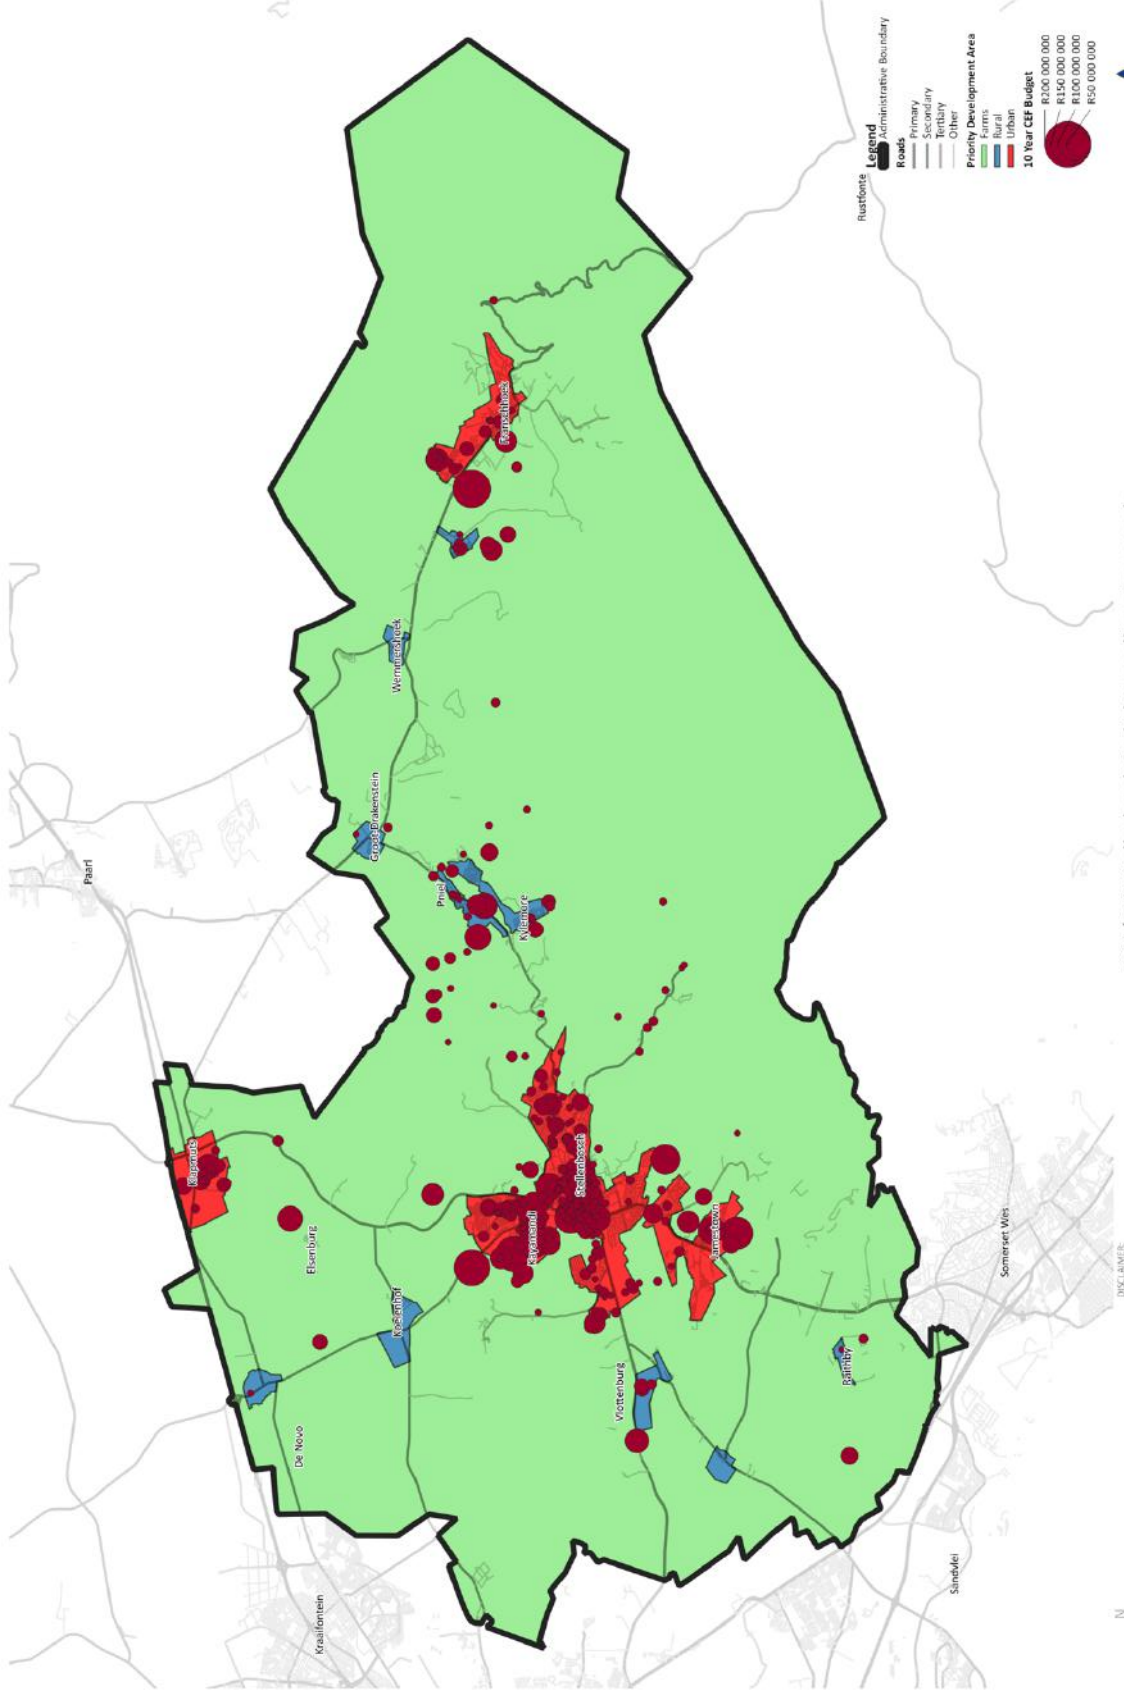 Legend
Administrative Boundary
Roads
Primary
Secondary
Tertiary
Other
Priority Development Area
Farms
Rural
Urban
10 Year CEF Budget
R200 000 000
R150 000 000
R100 000 000
R50 000 000
Kraaifontein
De Novo
Elsenburg
Klapmuts
Paarl
Koelenhof
Groot-Drakenstein
Wemmershoek
Franschhoek
Rustfonte
Pniel
Kylemore
Kayamandi
Stellenbosch
Vlottenburg
Jamestown
Raithby
Sandvlei
Somerset Wes
N
DISCLAIMER: